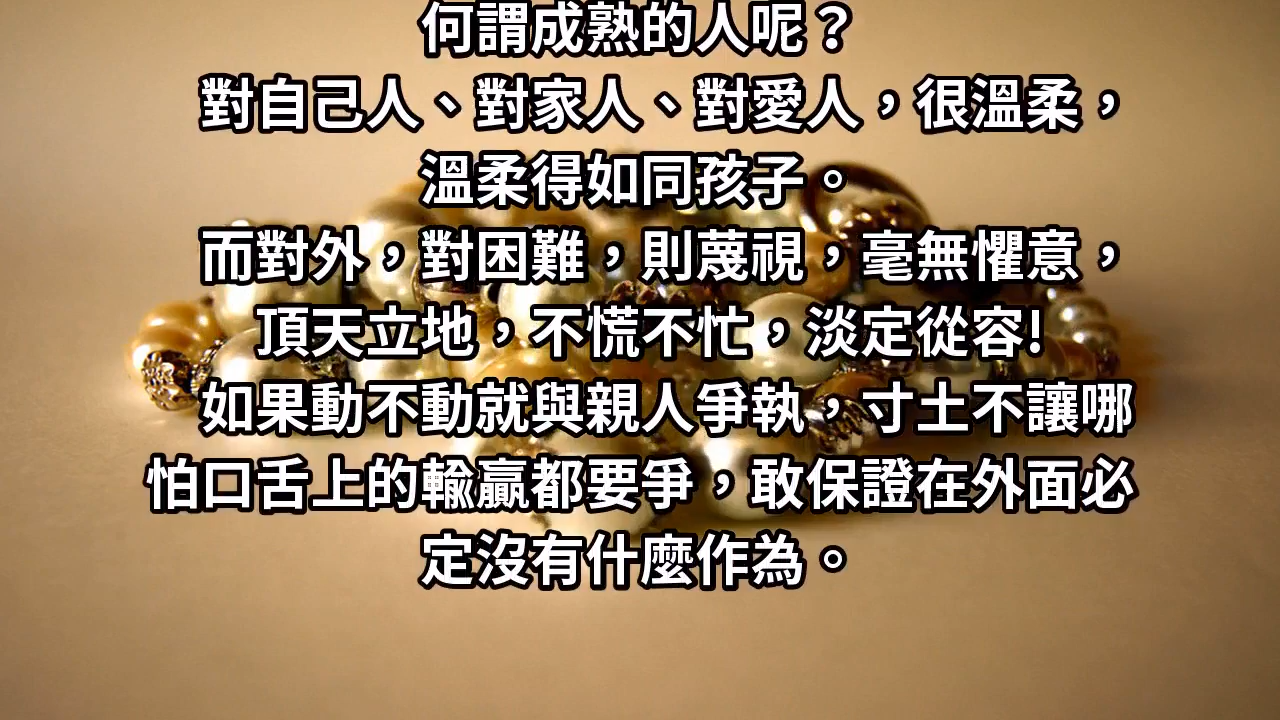 何謂成熟的人呢？
對自己人、對家人、對愛人，很溫柔，
溫柔得如同孩子。
而對外，對困難，則蔑視，毫無懼意，
頂天立地，不慌不忙，淡定從容!
如果動不動就與親人爭執，寸土不讓哪
怕口舌上的輸贏都要爭，敢保證在外面必
定沒有什麼作為。